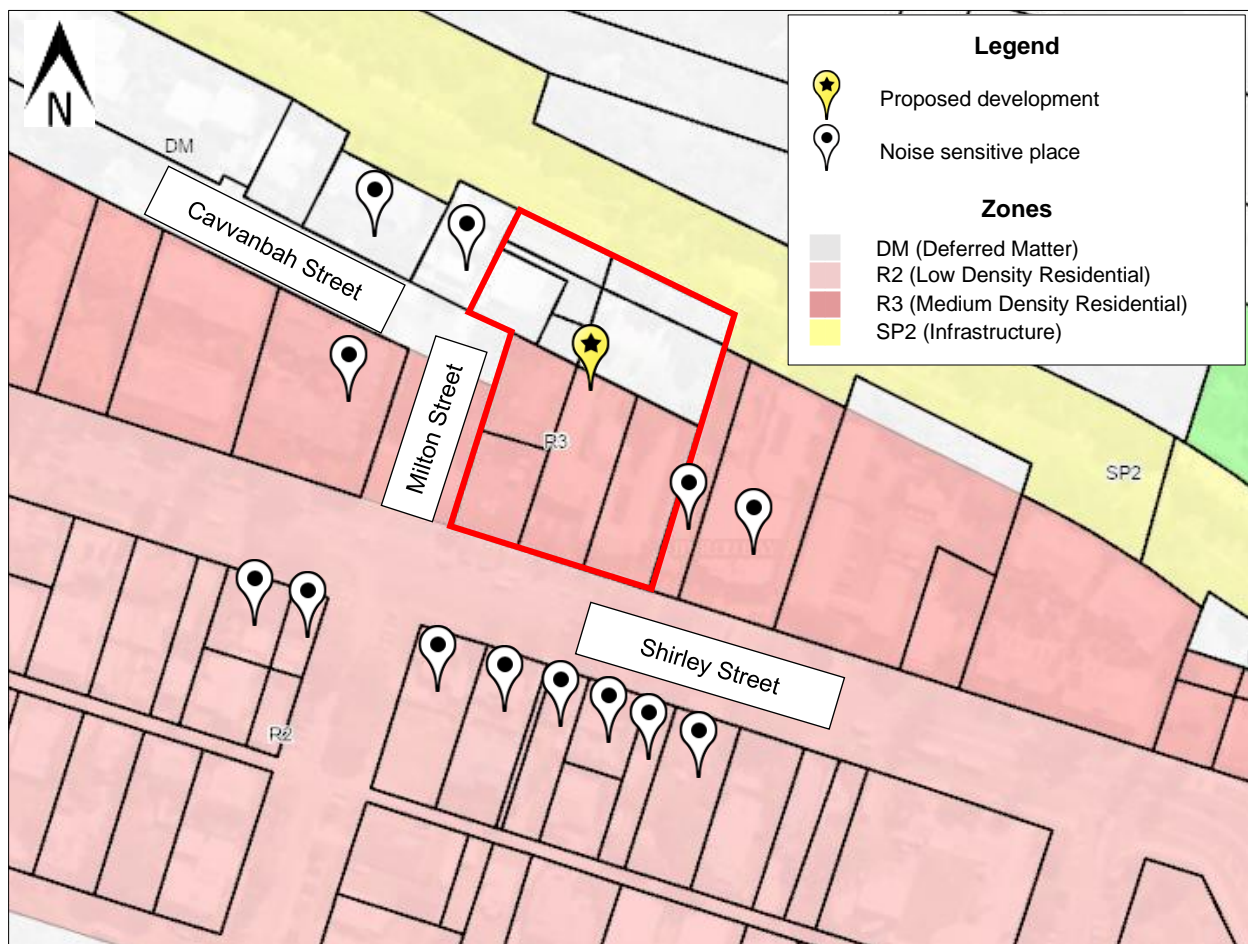 N
Legend
Proposed development
Noise sensitive place
Zones
DM (Deferred Matter)
R2 (Low Density Residential)
R3 (Medium Density Residential)
SP2 (Infrastructure)
DM
Cavvanbah Street
Milton Street
R3
SP2
Shirley Street
R2